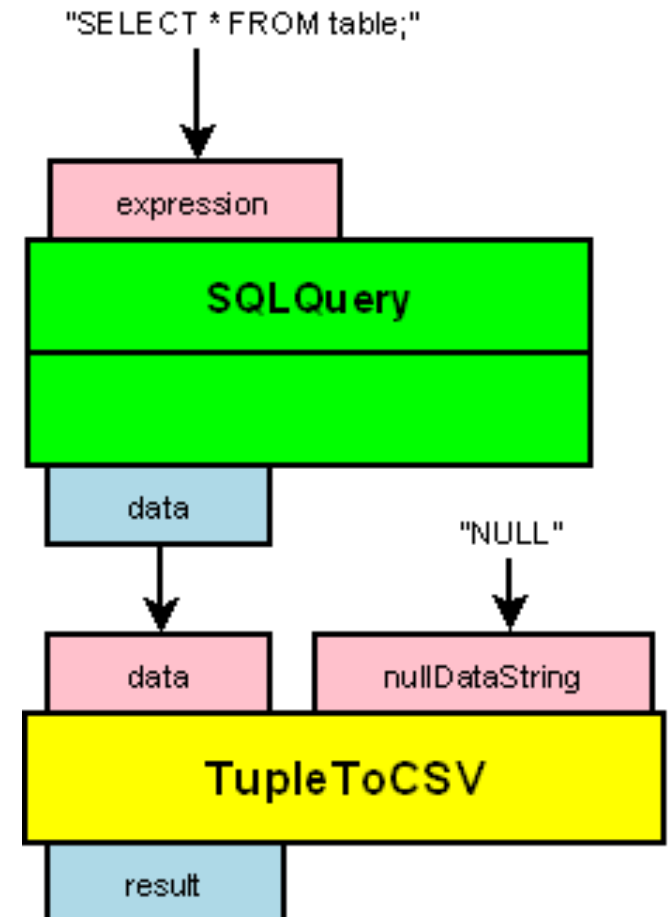 "SELECT * FROM table;"
expression
SQLQuery
data
"NULL"
data
nullDataString
TupleToCSV
result